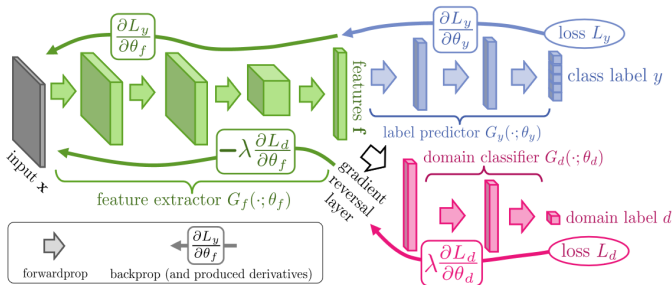 ∂L_y/∂θ_f
∂L_y/∂θ_y
loss L_y
class label y
features f
label predictor G_y(·; θ_y)
input x
−λ ∂L_d/∂θ_f
feature extractor G_f(·; θ_f)
gradient
reversal
layer
domain classifier G_d(·; θ_d)
domain label d
loss L_d
λ ∂L_d/∂θ_d
∂L_y/∂θ_f
forwardprop
backprop (and produced derivatives)